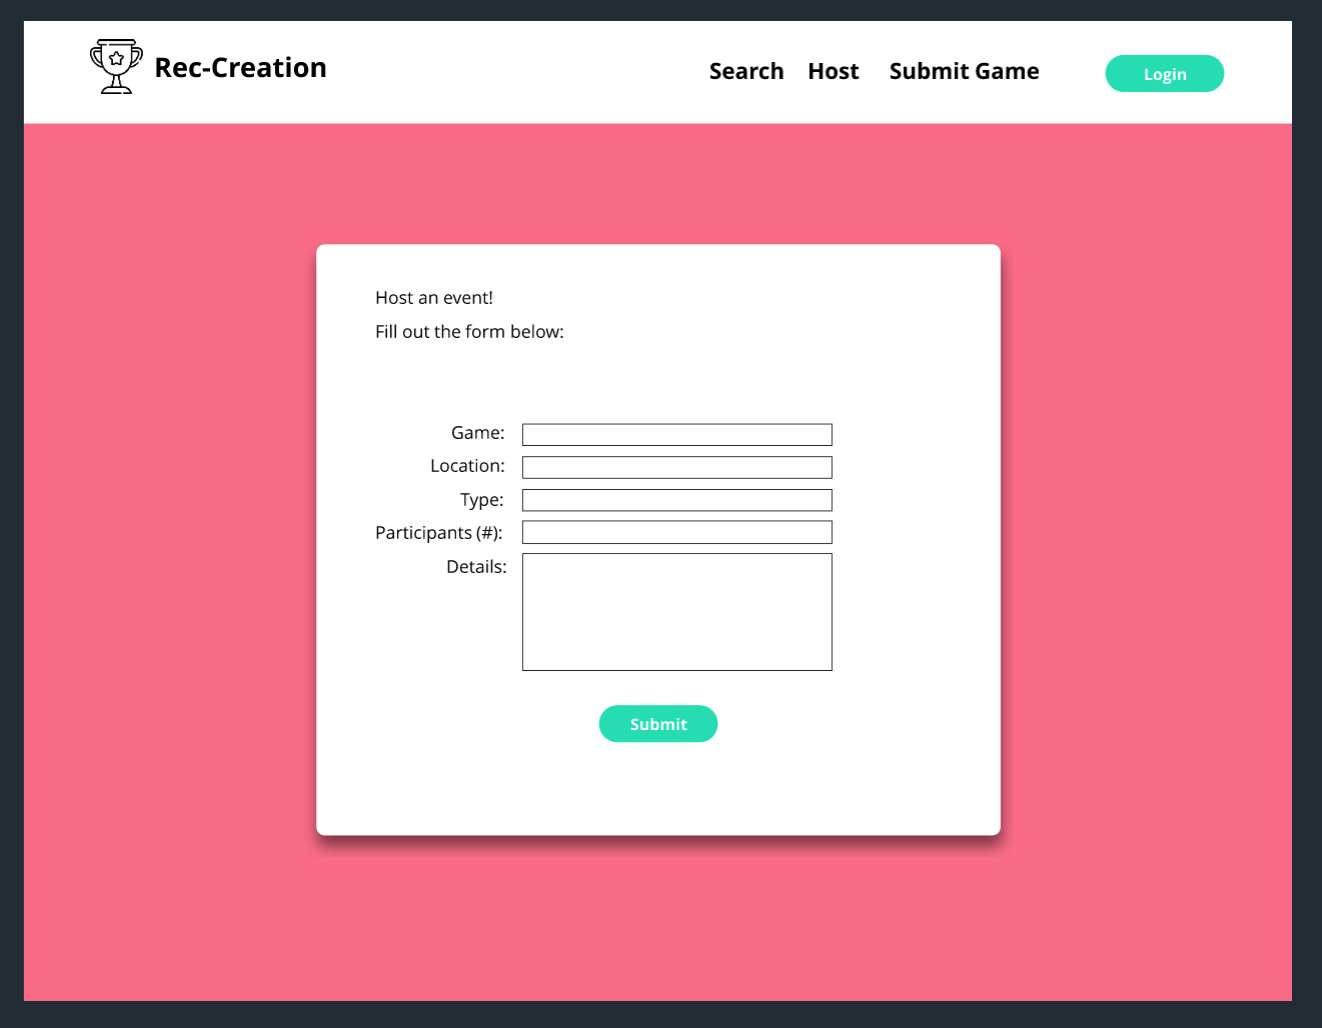 Rec-Creation
Search Host Submit Game Login
Host an event!
Fill out the form below:
Game:
Location:
Type:
Participants (#):
Details:
Submit